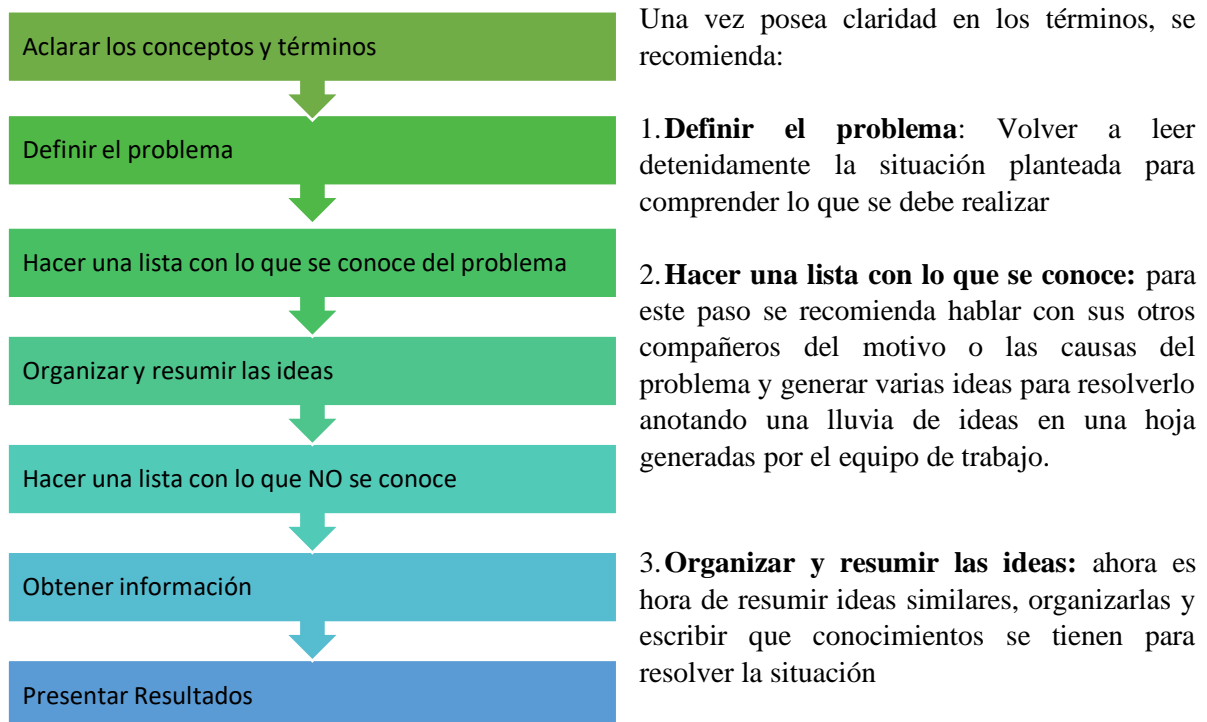 Aclarar los conceptos y términos
Definir el problema
Hacer una lista con lo que se conoce del problema
Organizar y resumir las ideas
Hacer una lista con lo que NO se conoce
Obtener información
Presentar Resultados
Una vez posea claridad en los términos, se
recomienda:
1. Definir el problema: Volver a leer
detenidamente la situación planteada para
comprender lo que se debe realizar
2. Hacer una lista con lo que se conoce: para
este paso se recomienda hablar con sus otros
compañeros del motivo o las causas del
problema y generar varias ideas para resolverlo
anotando una lluvia de ideas en una hoja
generadas por el equipo de trabajo.
3. Organizar y resumir las ideas: ahora es
hora de resumir ideas similares, organizarlas y
escribir que conocimientos se tienen para
resolver la situación